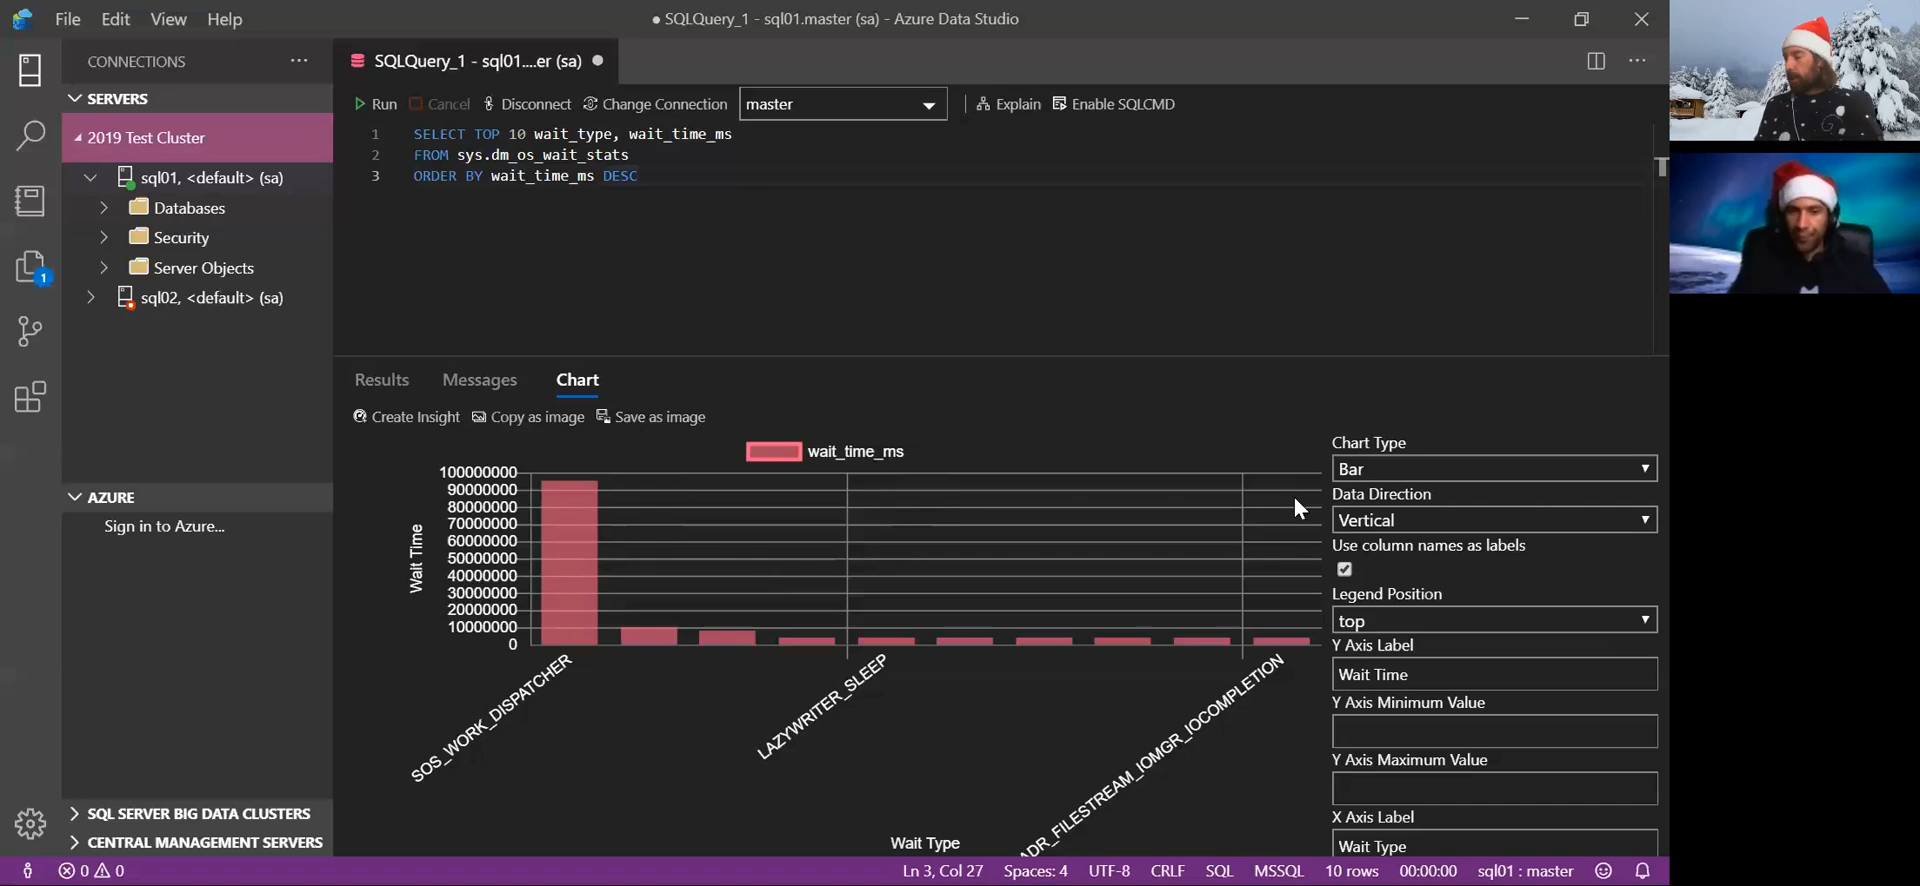 File Edit View Help
● SQLQuery_1 - sql01.master (sa) - Azure Data Studio
CONNECTIONS
SQLQuery_1 - sql01....er (sa)
SERVERS
2019 Test Cluster
sql01, <default> (sa)
Databases
Security
Server Objects
sql02, <default> (sa)
AZURE
Sign in to Azure...
SQL SERVER BIG DATA CLUSTERS
CENTRAL MANAGEMENT SERVERS
1
Run Cancel Disconnect Change Connection master Explain Enable SQLCMD
1 SELECT TOP 10 wait_type, wait_time_ms
2 FROM sys.dm_os_wait_stats
3 ORDER BY wait_time_ms DESC
Results Messages Chart
Create Insight Copy as image Save as image
wait_time_ms
100000000
90000000
80000000
70000000
60000000
50000000
40000000
30000000
20000000
10000000
0
Wait Time
SOS_WORK_DISPATCHER
LAZYWRITER_SLEEP
ADR_FILESTREAM_IOMGR_IOCOMPLETION
Wait Type
Chart Type
Bar
Data Direction
Vertical
Use column names as labels
Legend Position
top
Y Axis Label
Wait Time
Y Axis Minimum Value
Y Axis Maximum Value
X Axis Label
Wait Type
0 0 Ln 3, Col 27 Spaces: 4 UTF-8 CRLF SQL MSSQL 10 rows 00:00:00 sql01 : master